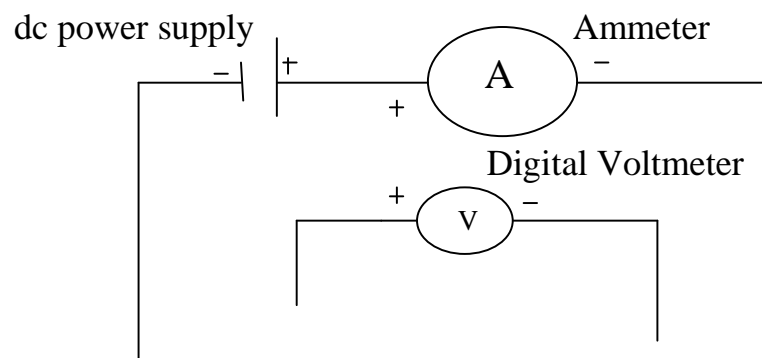 dc power supply
Ammeter
− +
A
−
+
Digital Voltmeter
+
V
−